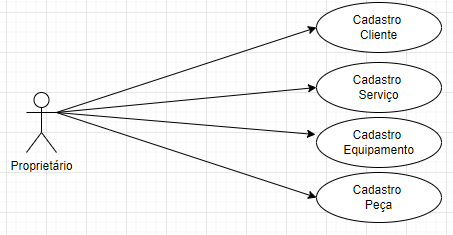 Cadastro
Cliente
Cadastro
Serviço
Cadastro
Equipamento
Proprietário
Cadastro
Peça